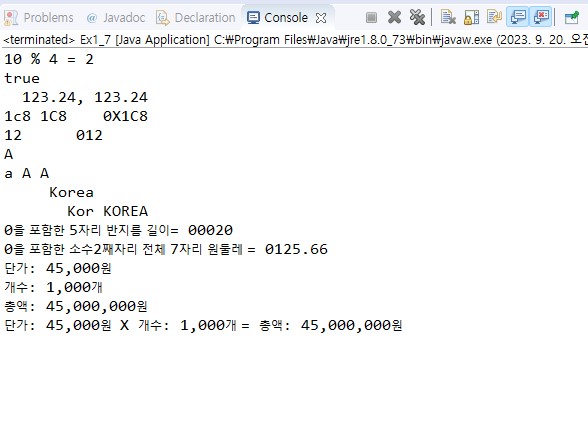 Problems @ Javadoc Declaration Console
<terminated> Ex1_7 [Java Application] C:₩Program Files₩Java₩jre1.8.0_73₩bin₩javaw.exe (2023. 9. 20. 오전
10 % 4 = 2
true
  123.24, 123.24
1c8 1C8    0X1C8
12      012
A
a A A
     Korea
       Kor KOREA
0을 포함한 5자리 반지름 길이= 00020
0을 포함한 소수2째자리 전체 7자리 원둘레 = 0125.66
단가: 45,000원
개수: 1,000개
총액: 45,000,000원
단가: 45,000원 X 개수: 1,000개 = 총액: 45,000,000원